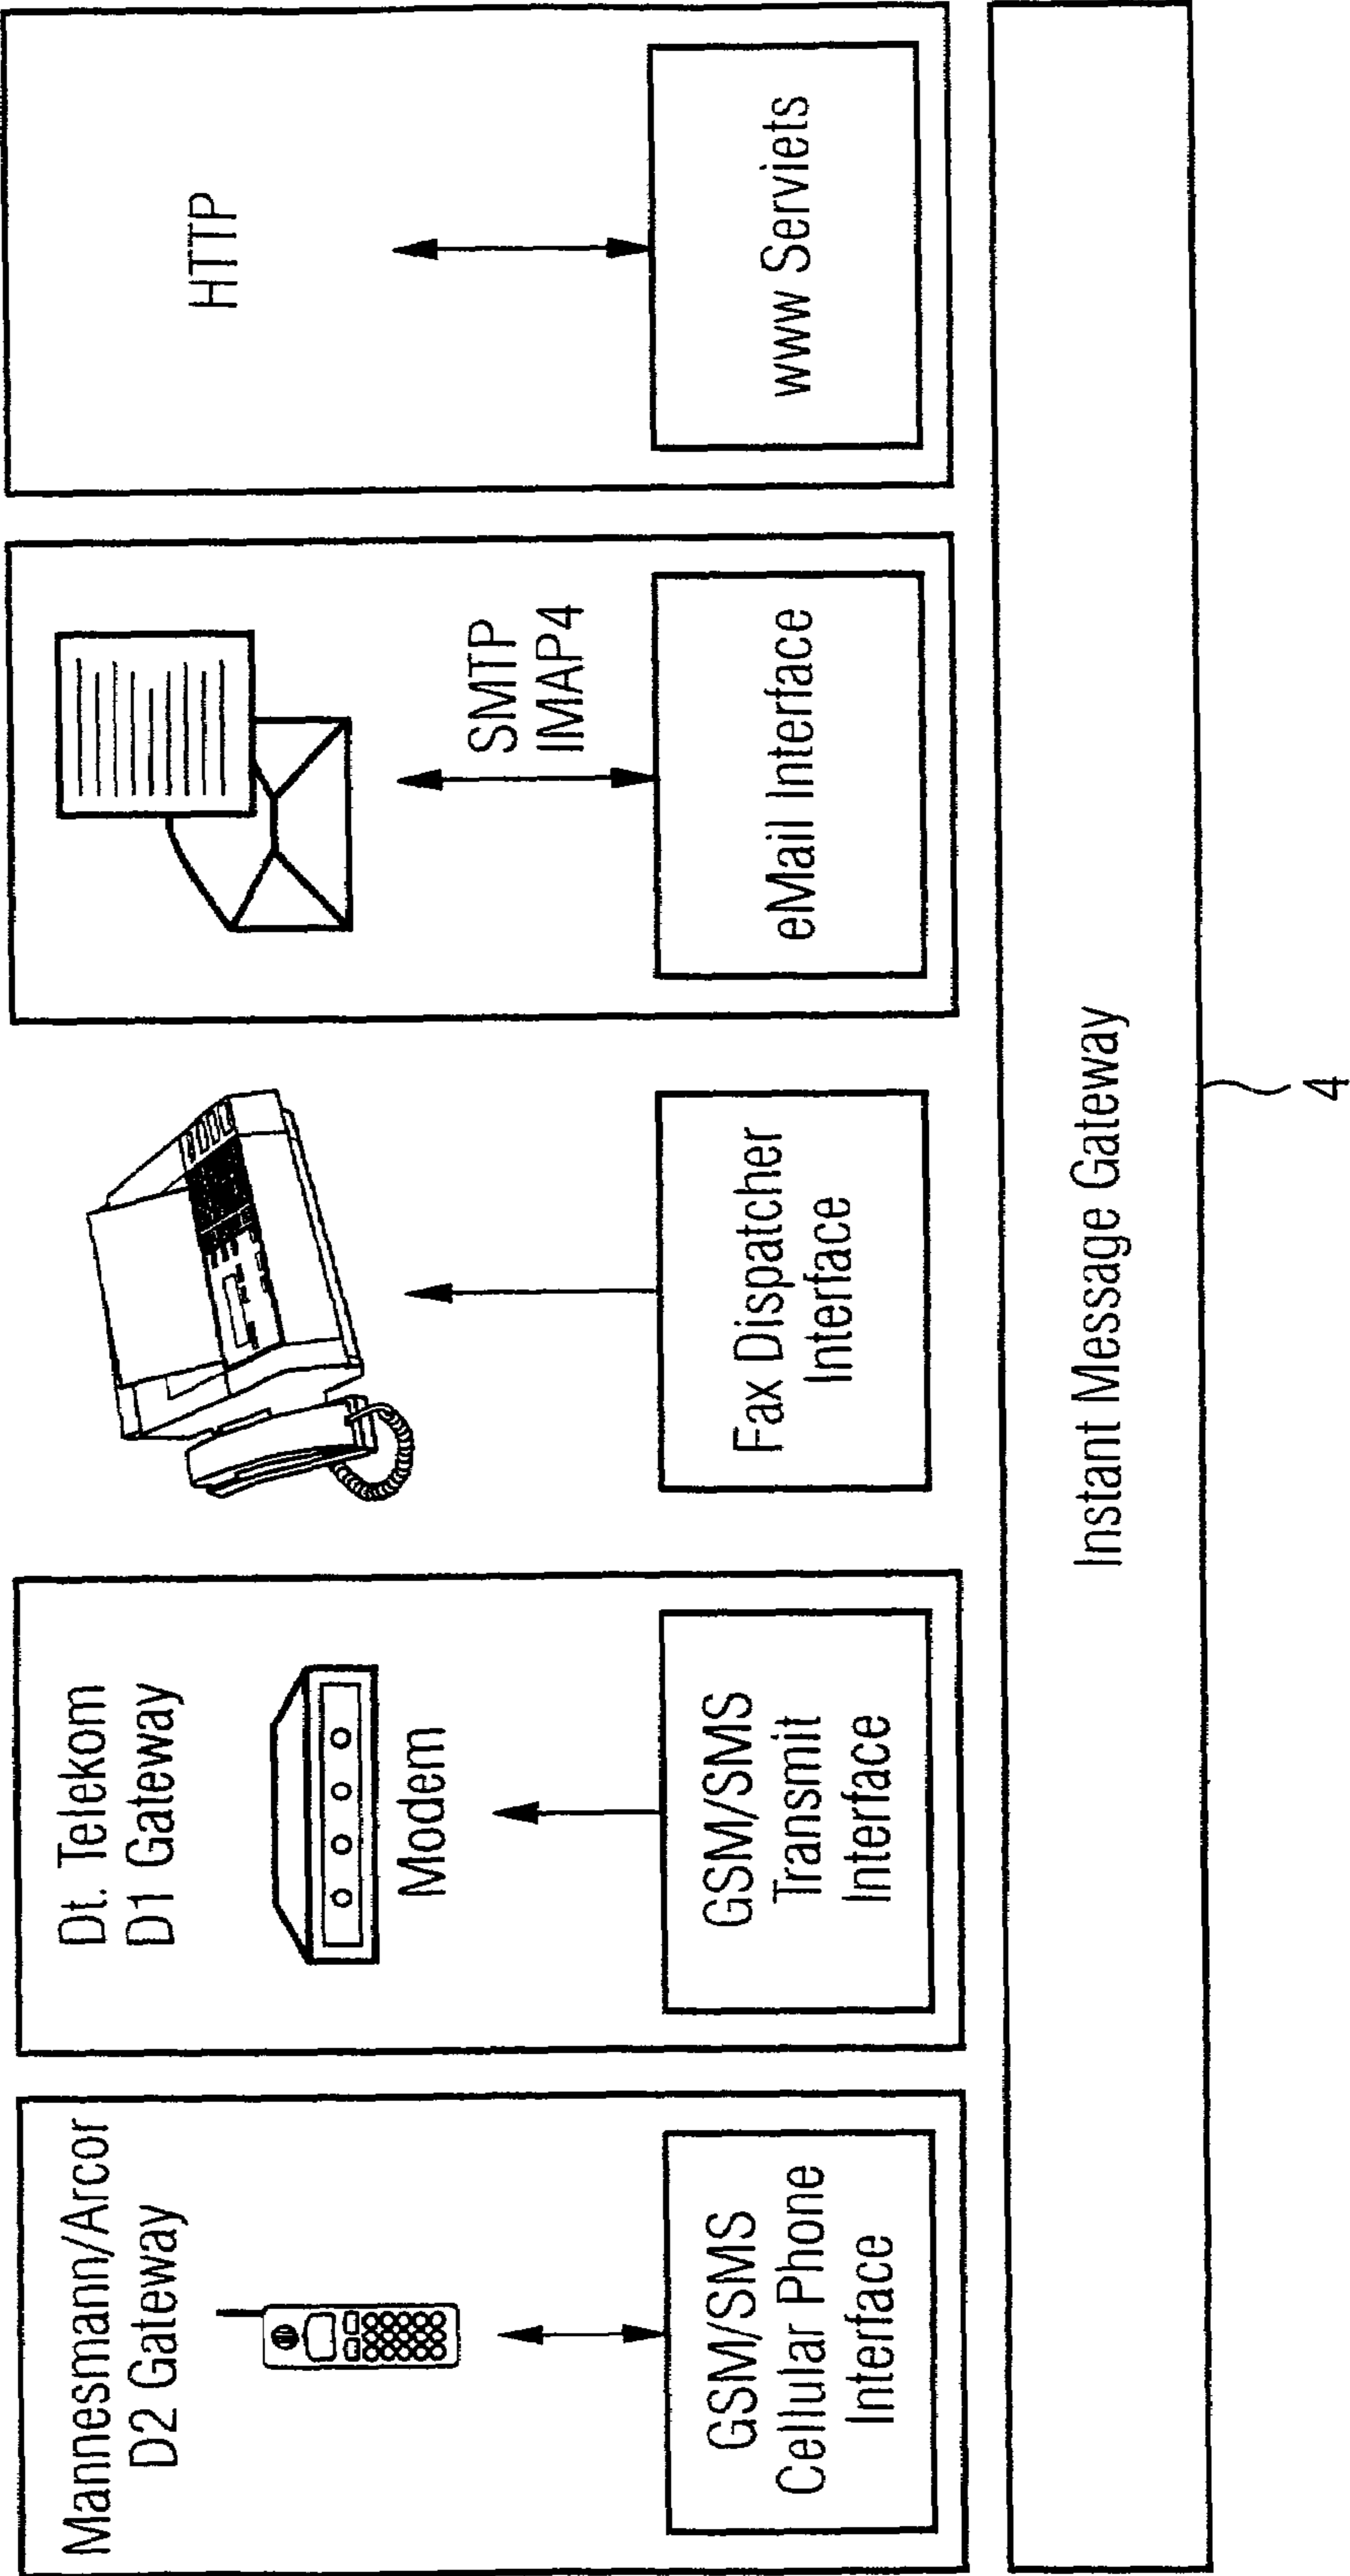 Mannesmann/Arcor
D2 Gateway
GSM/SMS
Cellular Phone
Interface
Dt. Telekom
D1 Gateway
Modem
GSM/SMS
Transmit
Interface
Fax Dispatcher
Interface
SMTP
IMAP4
eMail Interface
HTTP
www Serviets
Instant Message Gateway
4